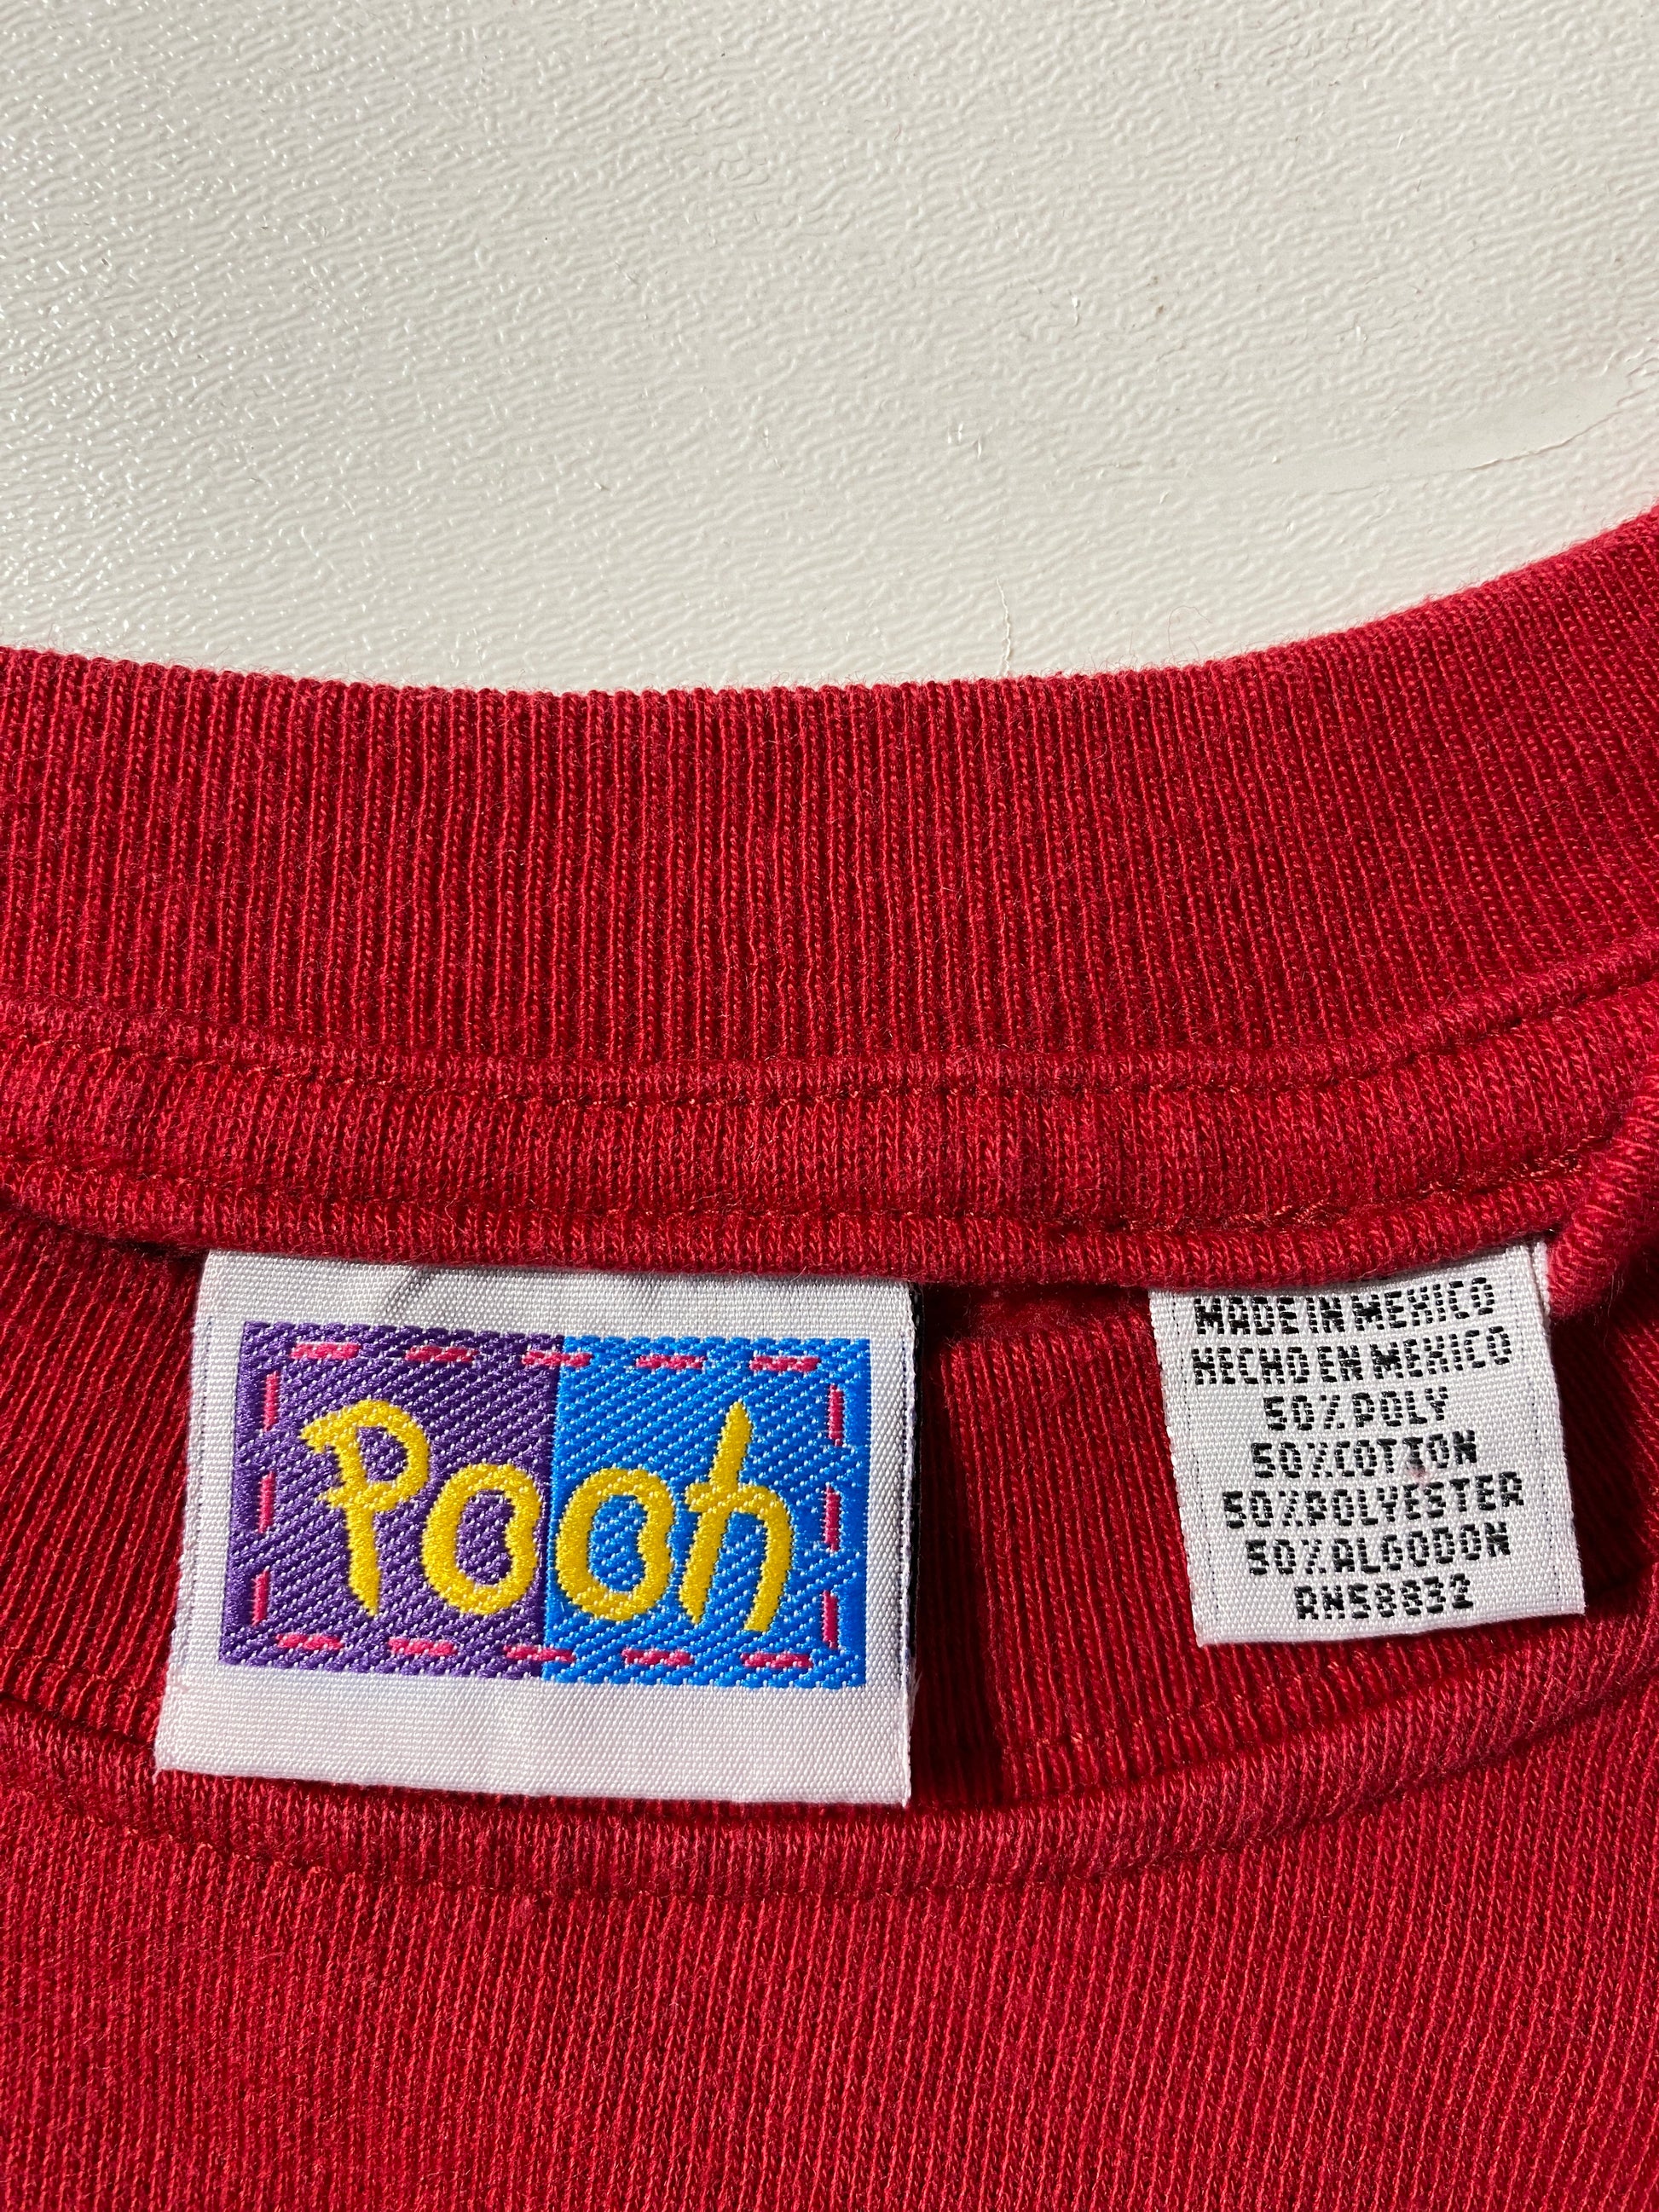 Pooh
MADE IN MEXICO
HECHO EN MEXICO
50% POLY
50% COTTON
50% POLYESTER
50% ALGODON
RN58832